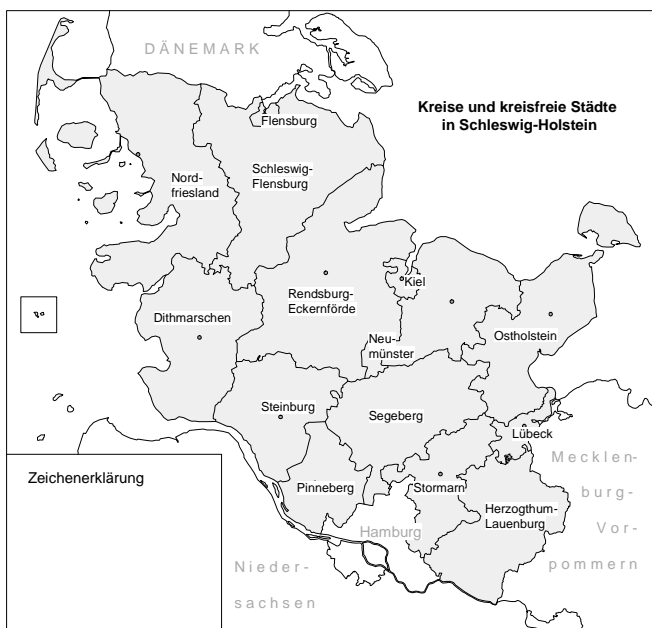 DÄNEMARK
Kreise und kreisfreie Städte
in Schleswig-Holstein
Flensburg
Nord-
friesland
Schleswig-
Flensburg
Kiel
Rendsburg-
Eckernförde
Dithmarschen
Ostholstein
Neu-
münster
Steinburg
Segeberg
Lübeck
Mecklen-
burg-
Vor-
pommern
Zeichenerklärung
Pinneberg
Stormarn
Herzogthum-
Lauenburg
Hamburg
Nieder-
sachsen